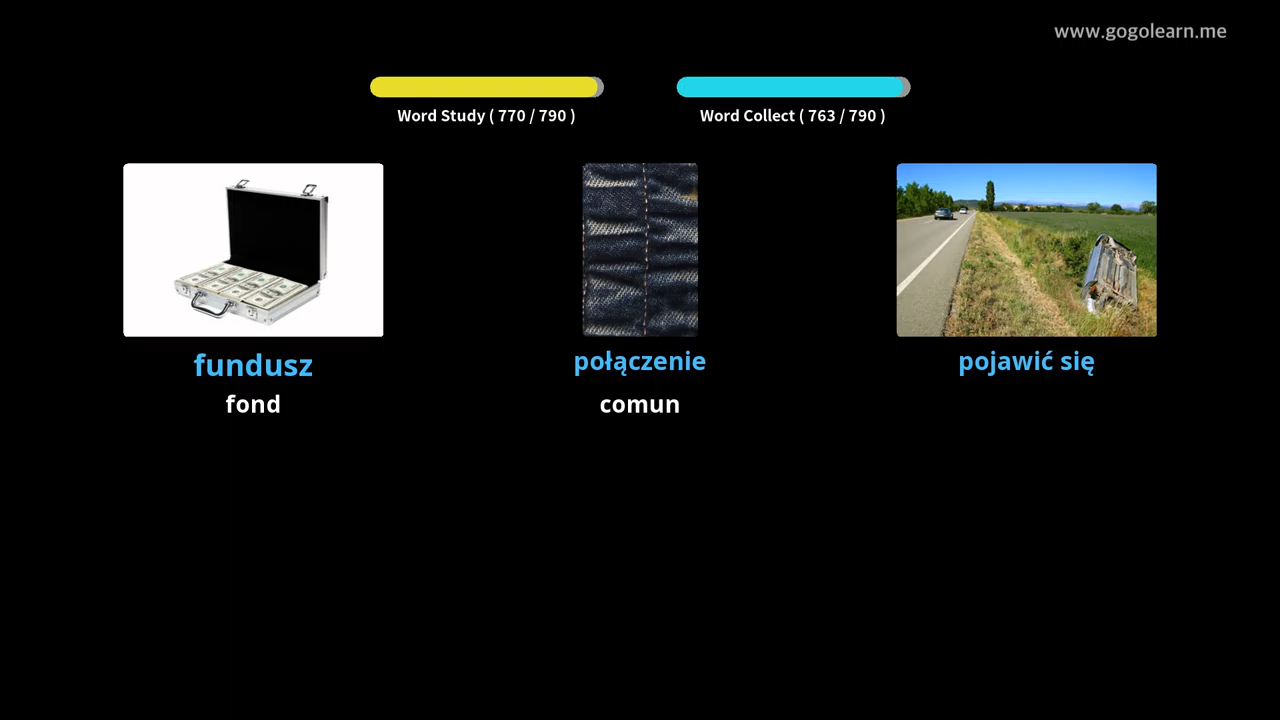 www.gogolearn.me
Word Study ( 770 / 790 )
Word Collect ( 763 / 790 )
fundusz
połączenie
pojawić się
fond
comun